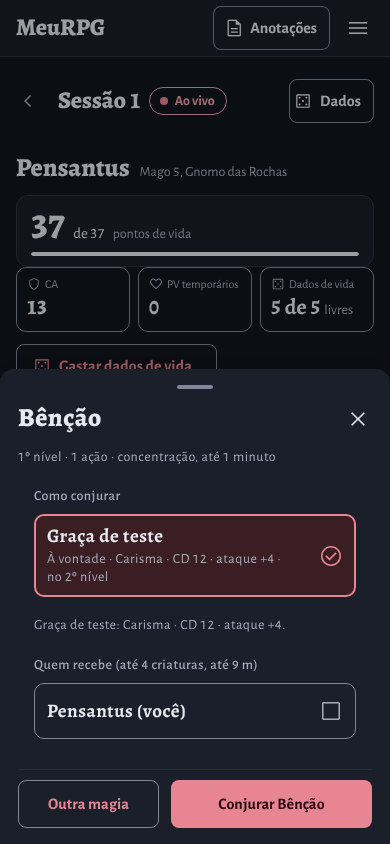 MeuRPG
Anotações
Sessão 1
Ao vivo
Dados
Pensantus Mago 5, Gnomo das Rochas
37 de 37 pontos de vida
CA
13
PV temporários
0
Dados de vida
5 de 5 livres
Gastar dados de vida
Bênção
1º nível · 1 ação · concentração, até 1 minuto
Como conjurar
Graça de teste
À vontade · Carisma · CD 12 · ataque +4 ·
no 2º nível
Graça de teste: Carisma · CD 12 · ataque +4.
Quem recebe (até 4 criaturas, até 9 m)
Pensantus (você)
Outra magia
Conjurar Bênção